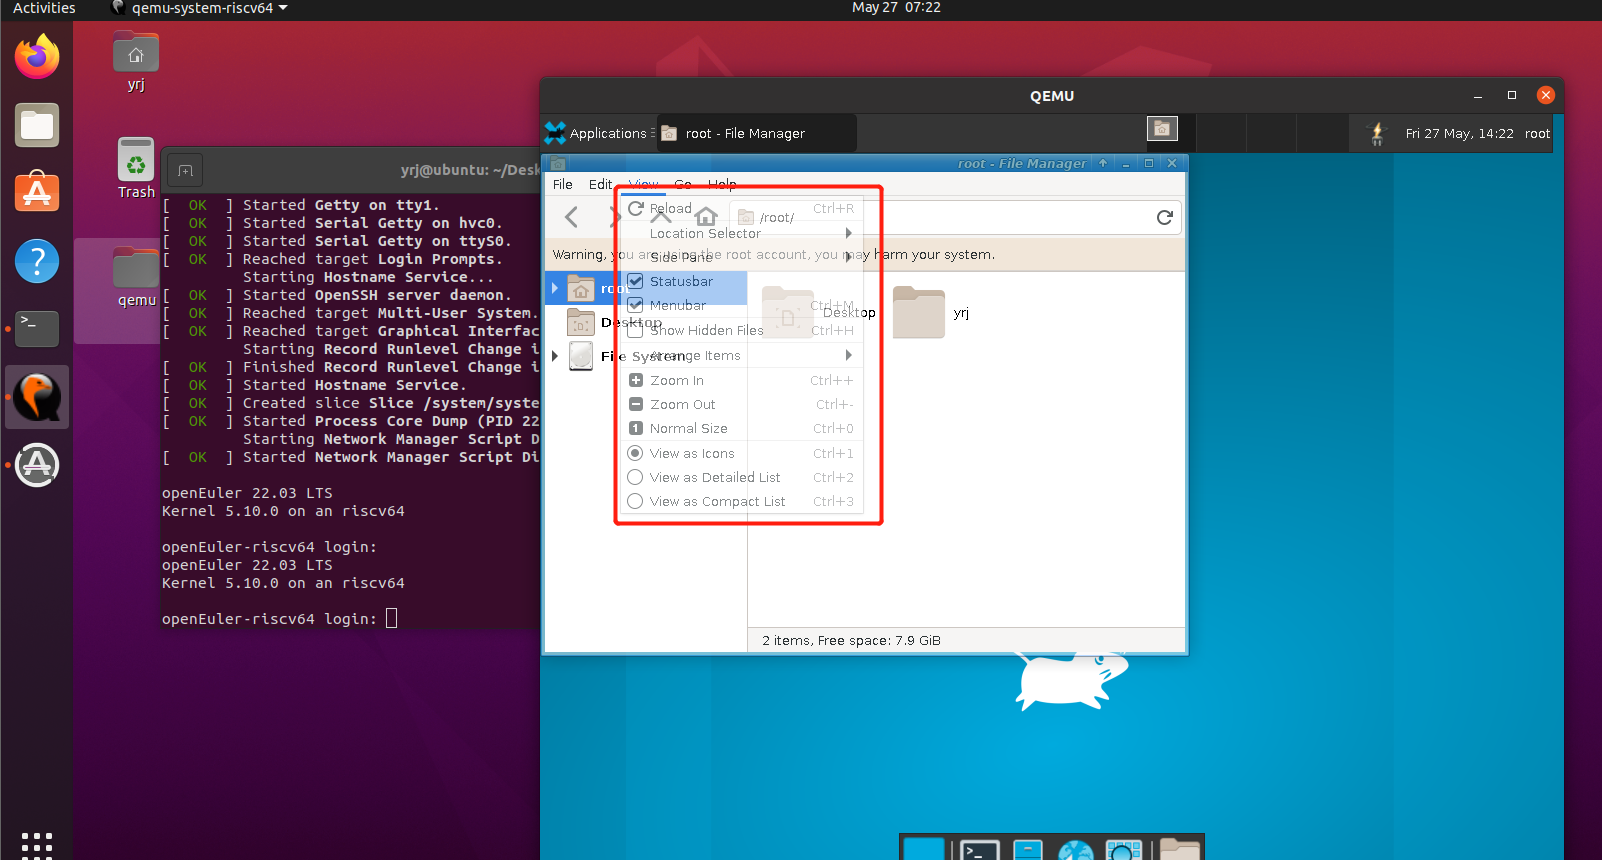 Activities
qemu-system-riscv64
May 27 07:22
yrj
Trash
qemu
yrj@ubuntu: ~/Desk
[  OK  ] Started Getty on tty1.
[  OK  ] Started Serial Getty on hvc0.
[  OK  ] Started Serial Getty on ttyS0.
[  OK  ] Reached target Login Prompts.
Starting Hostname Service...
[  OK  ] Started OpenSSH server daemon.
[  OK  ] Reached target Multi-User System.
[  OK  ] Reached target Graphical Interfac
Starting Record Runlevel Change i
[  OK  ] Finished Record Runlevel Change i
[  OK  ] Started Hostname Service.
[  OK  ] Created slice Slice /system/syste
[  OK  ] Started Process Core Dump (PID 22
Starting Network Manager Script D
[  OK  ] Started Network Manager Script Di
openEuler 22.03 LTS
Kernel 5.10.0 on an riscv64
openEuler-riscv64 login:
openEuler 22.03 LTS
Kernel 5.10.0 on an riscv64
openEuler-riscv64 login:
QEMU
Applications
root - File Manager
Fri 27 May, 14:22 root
root - File Manager
File Edit View Go Help
/root/
Warning, you are using the root account, you may harm your system.
root
Desktop
File System
Reload Ctrl+R
Location Selector
Side Pane
Statusbar
Menubar Ctrl+M
Show Hidden Files Ctrl+H
Arrange Items
Zoom In Ctrl++
Zoom Out Ctrl+-
Normal Size Ctrl+0
View as Icons Ctrl+1
View as Detailed List Ctrl+2
View as Compact List Ctrl+3
Desktop
yrj
2 items, Free space: 7.9 GiB